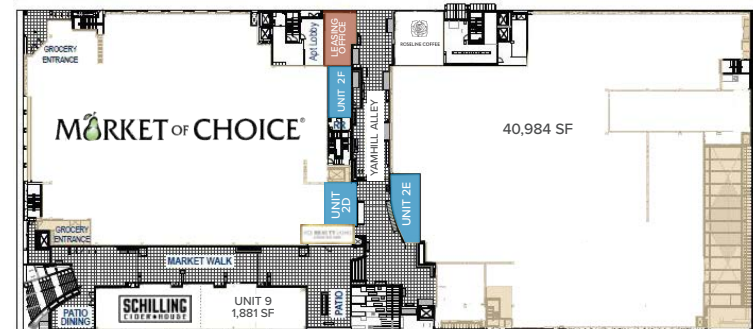 GROCERY
ENTRANCE
Apt Lobby
LEASING
OFFICE
ROSELINE COFFEE
UNIT 2F
MARKET OF CHOICE®
RR
YAMHILL ALLEY
40,984 SF
UNIT
2D
UNIT 2E
GROCERY
ENTRANCE
MARKET WALK
SCHILLING
CIDER HOUSE
UNIT 9
1,881 SF
PATIO
PATIO
DINING